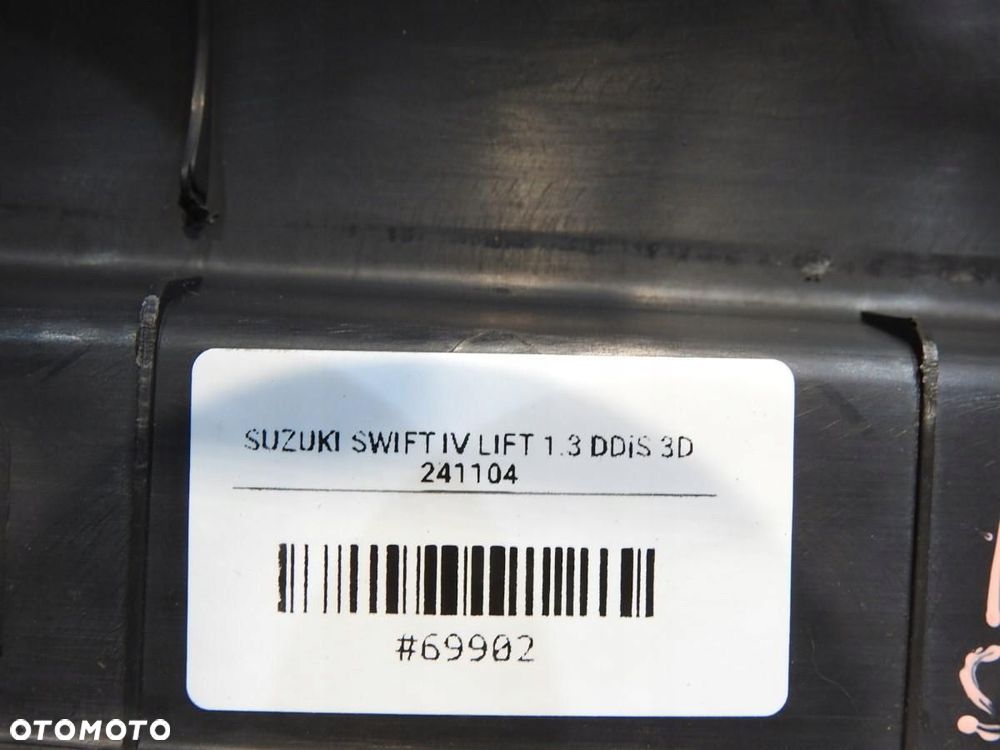 SUZUKI SWIFT IV LIFT 1.3 DDiS 3D
241104
#69902
OTOMOTO